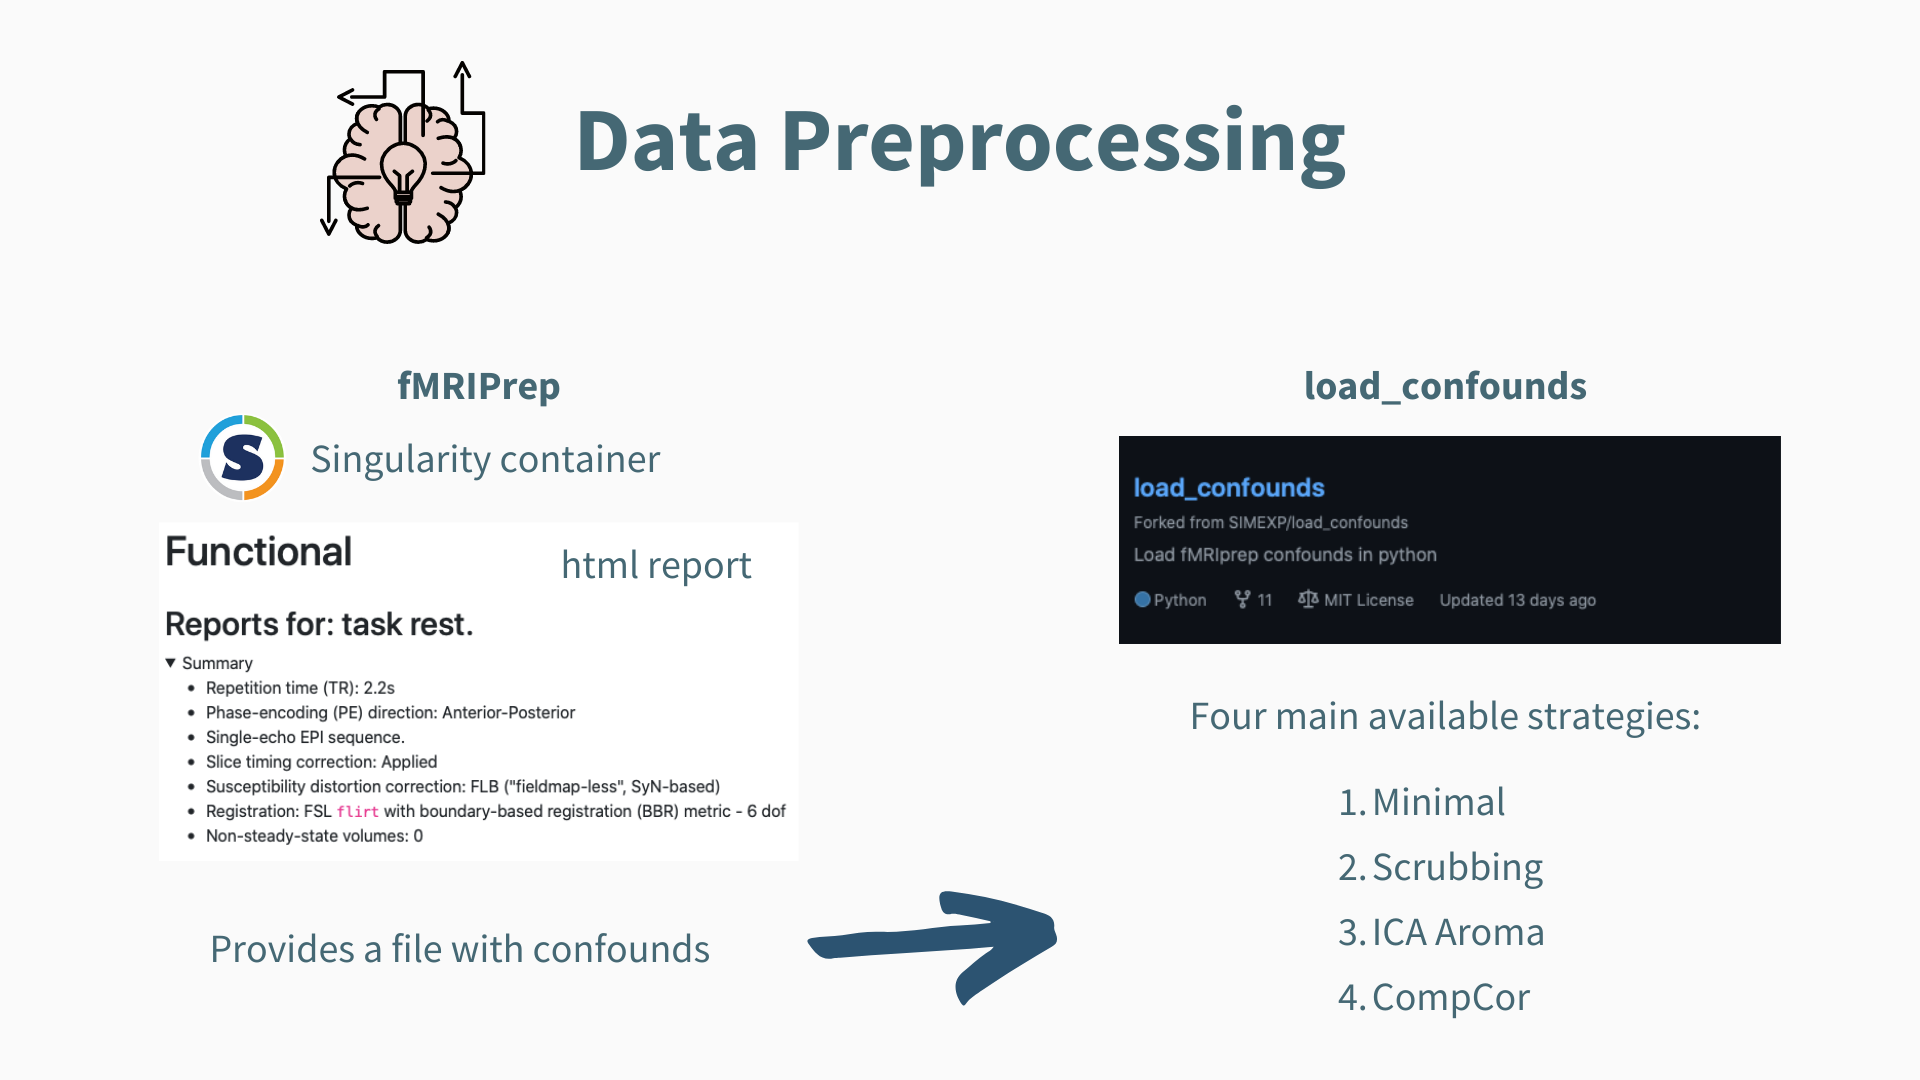 Data Preprocessing
fMRIPrep
S
Singularity container
Functional
html report
Reports for: task rest.
▼ Summary
• Repetition time (TR): 2.2s
• Phase-encoding (PE) direction: Anterior-Posterior
• Single-echo EPI sequence.
• Slice timing correction: Applied
• Susceptibility distortion correction: FLB ("fieldmap-less", SyN-based)
• Registration: FSL flirt with boundary-based registration (BBR) metric - 6 dof
• Non-steady-state volumes: 0
Provides a file with confounds
load_confounds
load_confounds
Forked from SIMEXP/load_confounds
Load fMRIprep confounds in python
Python 11 MIT License Updated 13 days ago
Four main available strategies:
1. Minimal
2. Scrubbing
3. ICA Aroma
4. CompCor